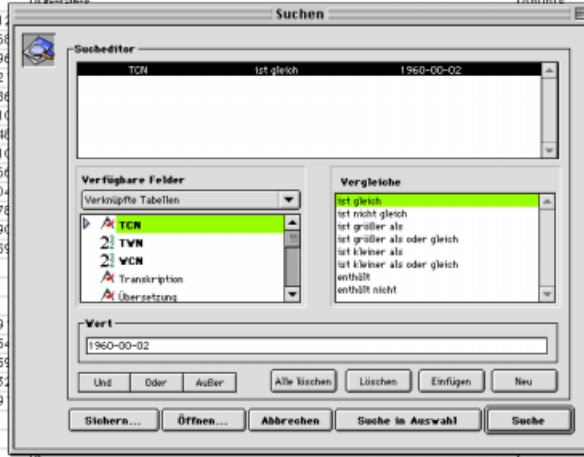 Suchen
Sucheditor
TCN ist gleich 1960-00-02
Verfügbare Felder
Verknüpfte Tabellen
TCN
TWN
WCN
Transkription
Übersetzung
Vergleiche
ist gleich
ist nicht gleich
ist größer als
ist größer als oder gleich
ist kleiner als
ist kleiner als oder gleich
enthält
enthält nicht
Wert
1960-00-02
Und Oder Außer Alle löschen Löschen Einfügen Neu
Sichern... Öffnen... Abbrechen Suche in Auswahl Suche